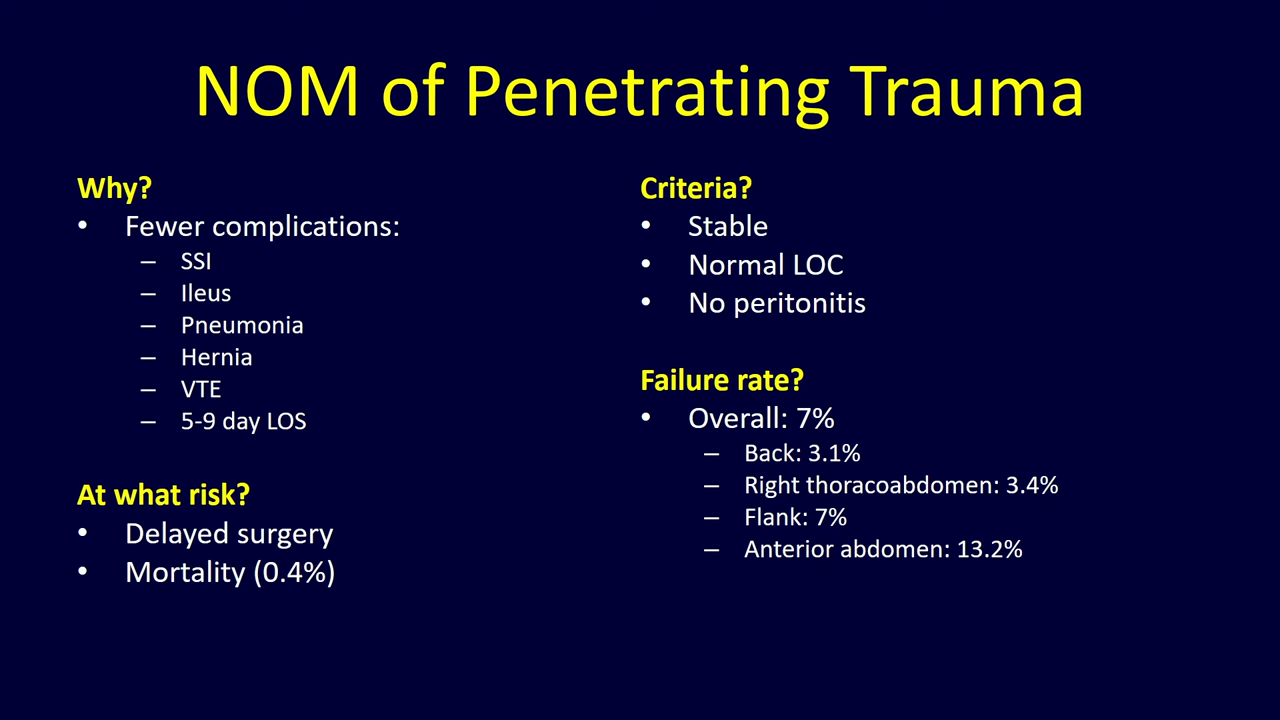 NOM of Penetrating Trauma
Why?
• Fewer complications:
– SSI
– Ileus
– Pneumonia
– Hernia
– VTE
– 5-9 day LOS
At what risk?
• Delayed surgery
• Mortality (0.4%)
Criteria?
• Stable
• Normal LOC
• No peritonitis
Failure rate?
• Overall: 7%
– Back: 3.1%
– Right thoracoabdomen: 3.4%
– Flank: 7%
– Anterior abdomen: 13.2%